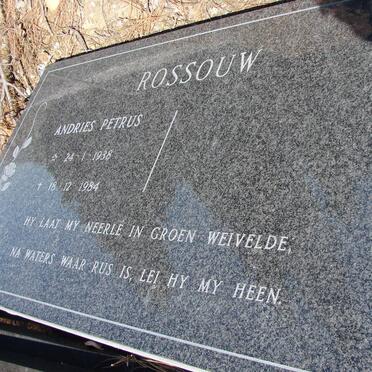 ROSSOUW
ANDRIES PETRUS
☆ 24·1·1938
† 16·12·1984
HY LAAT MY NEERLÊ IN GROEN WEIVELDE,
NA WATERS WAAR RUS IS, LEI HY MY HEEN.